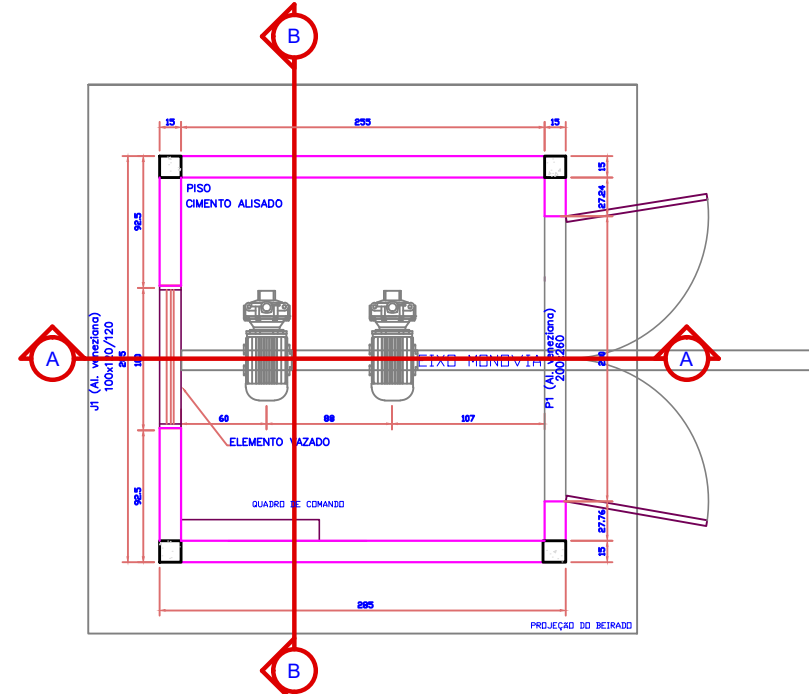 B
15
255
15
15
PISO
CIMENTO ALISADO
27.24
92.5
J1 (Al. veneziana)
100x120/120
A
EIXO MONOVIA
P1 (Al. veneziana)
A
60
88
107
ELEMENTO VAZADO
92.5
QUADRO DE COMANDO
27.76
15
285
PROJEÇÃO DO BEIRADO
B